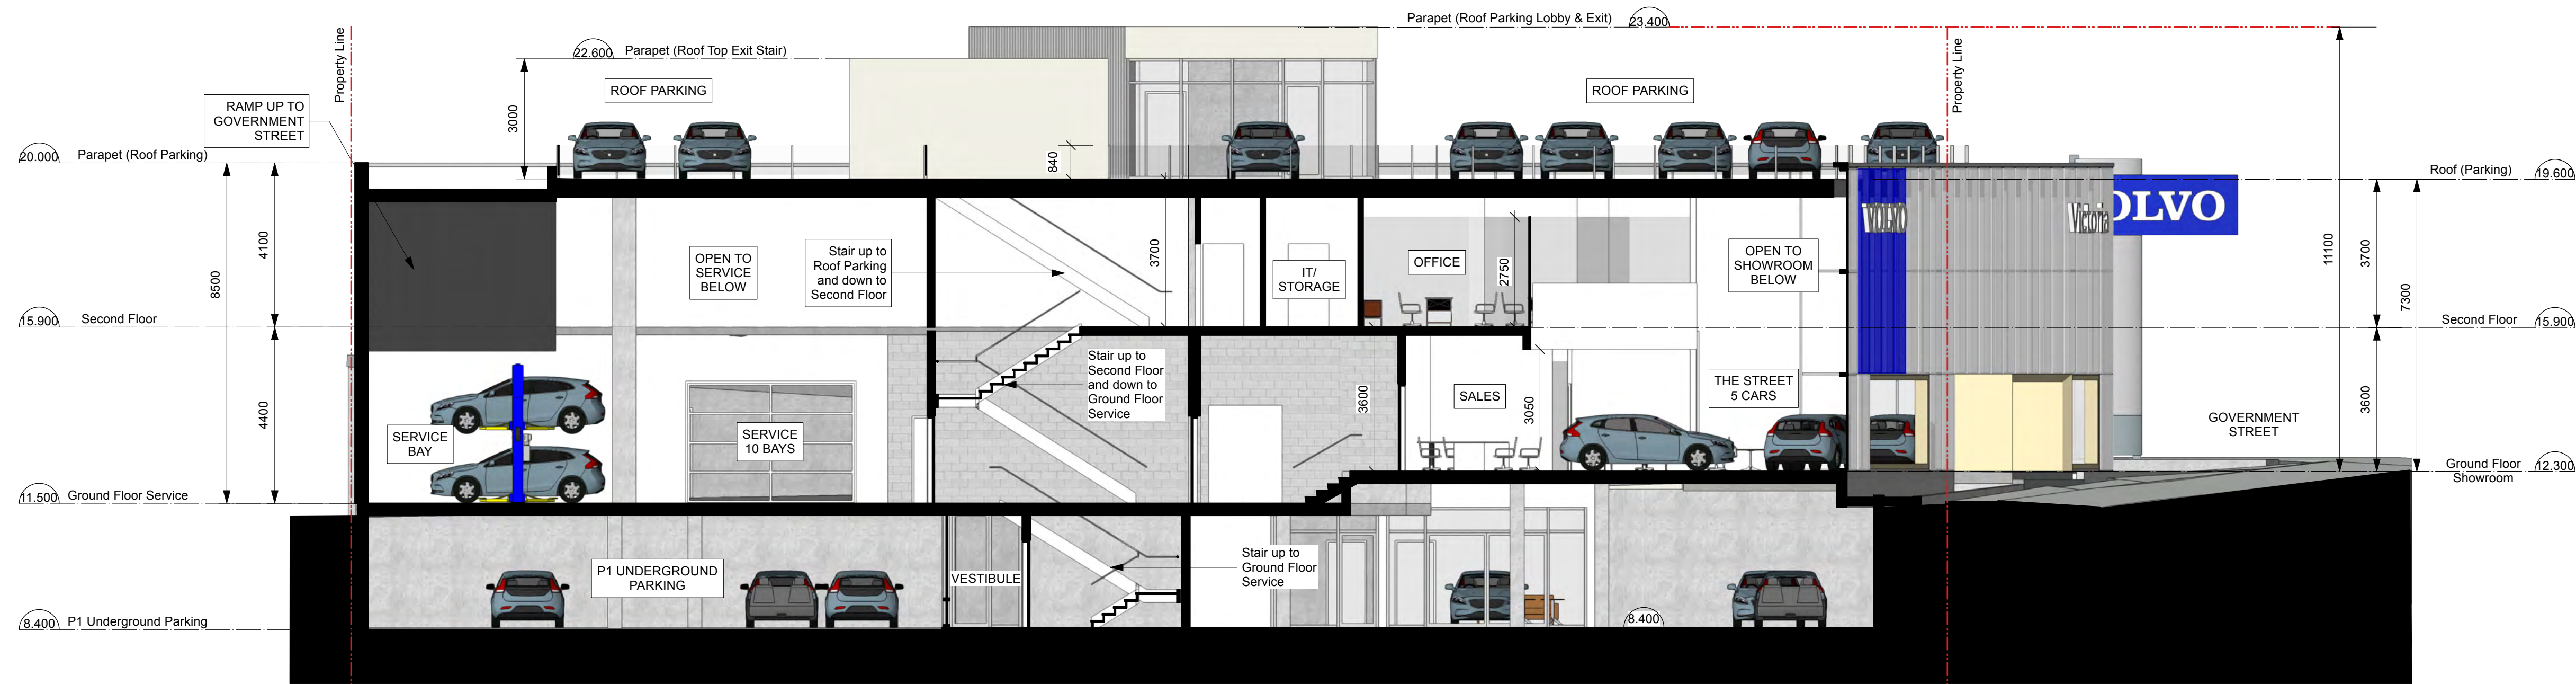 Property Line
Parapet (Roof Parking Lobby & Exit) 23.400
22.600 Parapet (Roof Top Exit Stair)
Property Line
ROOF PARKING
ROOF PARKING
RAMP UP TO
GOVERNMENT
STREET
3000
840
20.000 Parapet (Roof Parking)
Roof (Parking) 19.600
VOLVO
Victoria
OLVO
4100
8500
OPEN TO
SERVICE
BELOW
Stair up to
Roof Parking
and down to
Second Floor
3700
IT/
STORAGE
OFFICE
2750
OPEN TO
SHOWROOM
BELOW
11100
3700
7300
15.900 Second Floor
Second Floor 15.900
4400
SERVICE
BAY
SERVICE
10 BAYS
Stair up to
Second Floor
and down to
Ground Floor
Service
3600
SALES
3050
THE STREET
5 CARS
3600
GOVERNMENT
STREET
11.500 Ground Floor Service
Ground Floor
Showroom
12.300
P1 UNDERGROUND
PARKING
VESTIBULE
Stair up to
Ground Floor
Service
8.400 P1 Underground Parking
8.400